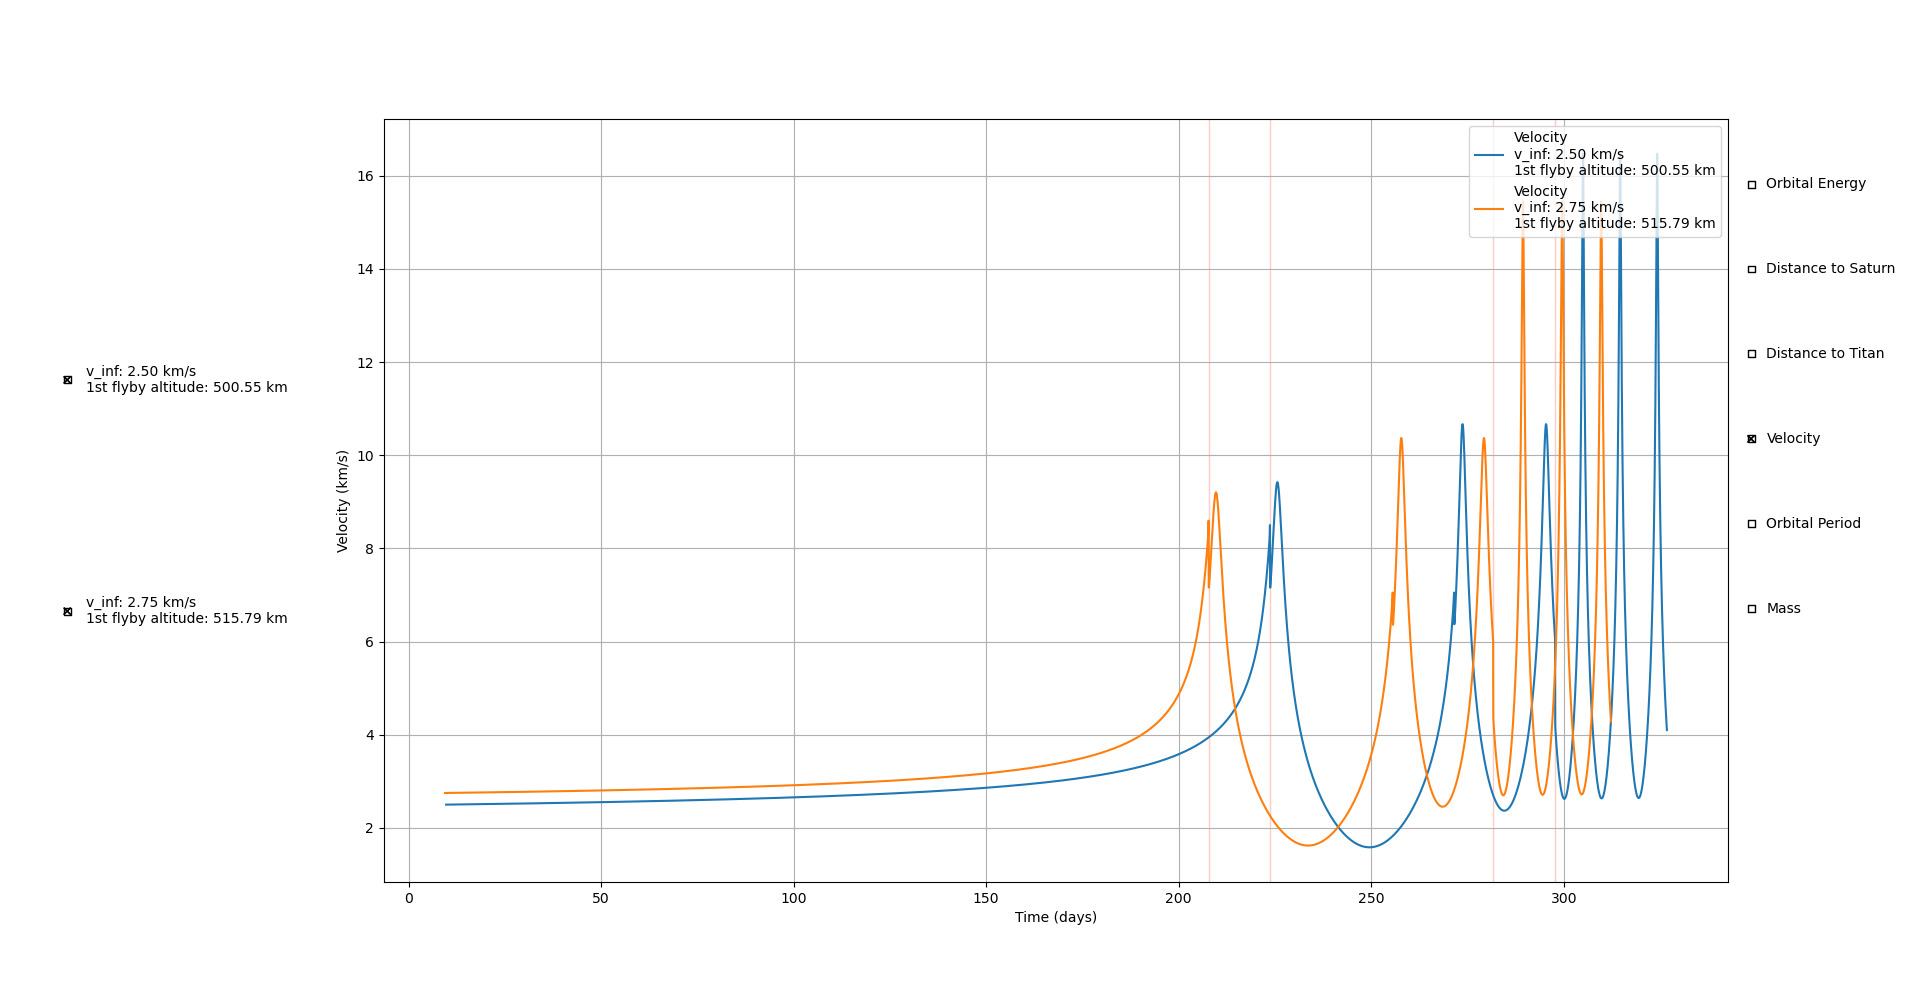 Velocity
v_inf: 2.50 km/s
1st flyby altitude: 500.55 km
Velocity
v_inf: 2.75 km/s
1st flyby altitude: 515.79 km
16
14
12
10
8
6
4
2
Velocity (km/s)
0
50
100
150
200
250
300
Time (days)
v_inf: 2.50 km/s
1st flyby altitude: 500.55 km
v_inf: 2.75 km/s
1st flyby altitude: 515.79 km
Orbital Energy
Distance to Saturn
Distance to Titan
Velocity
Orbital Period
Mass